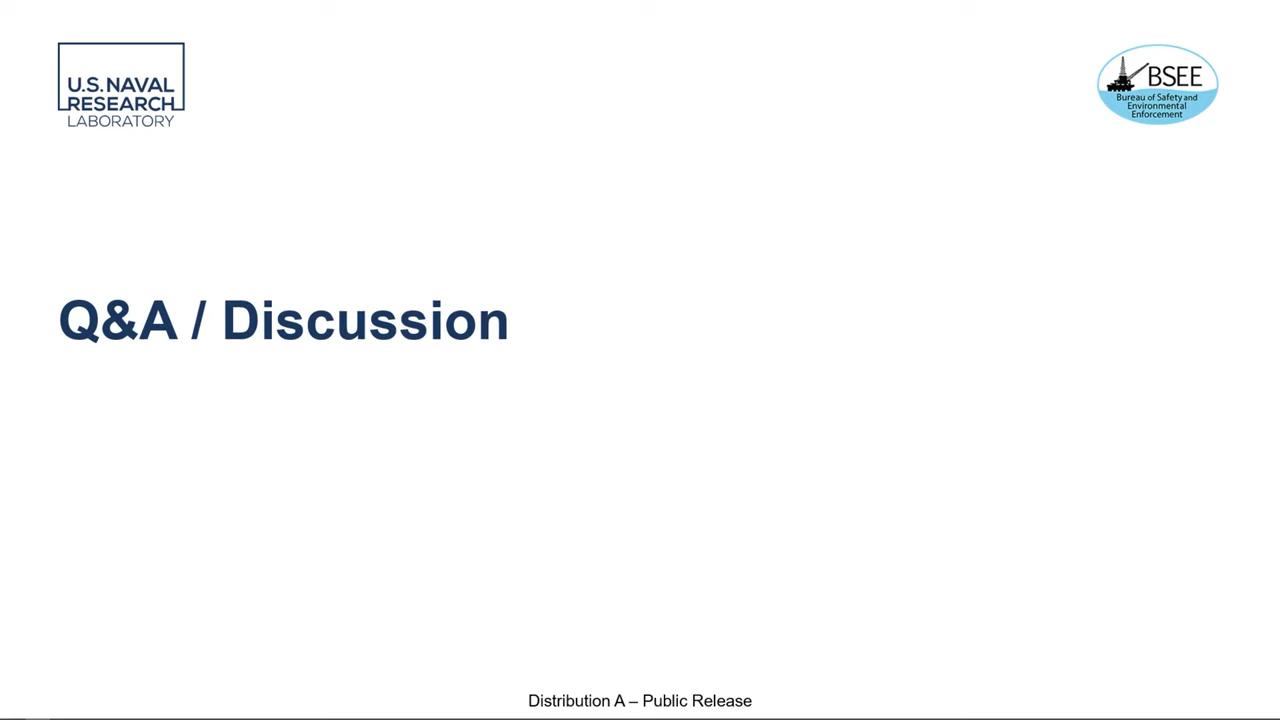 U.S. NAVAL
RESEARCH
LABORATORY
BSEE
Bureau of Safety and
Environmental
Enforcement
Q&A / Discussion
Distribution A – Public Release